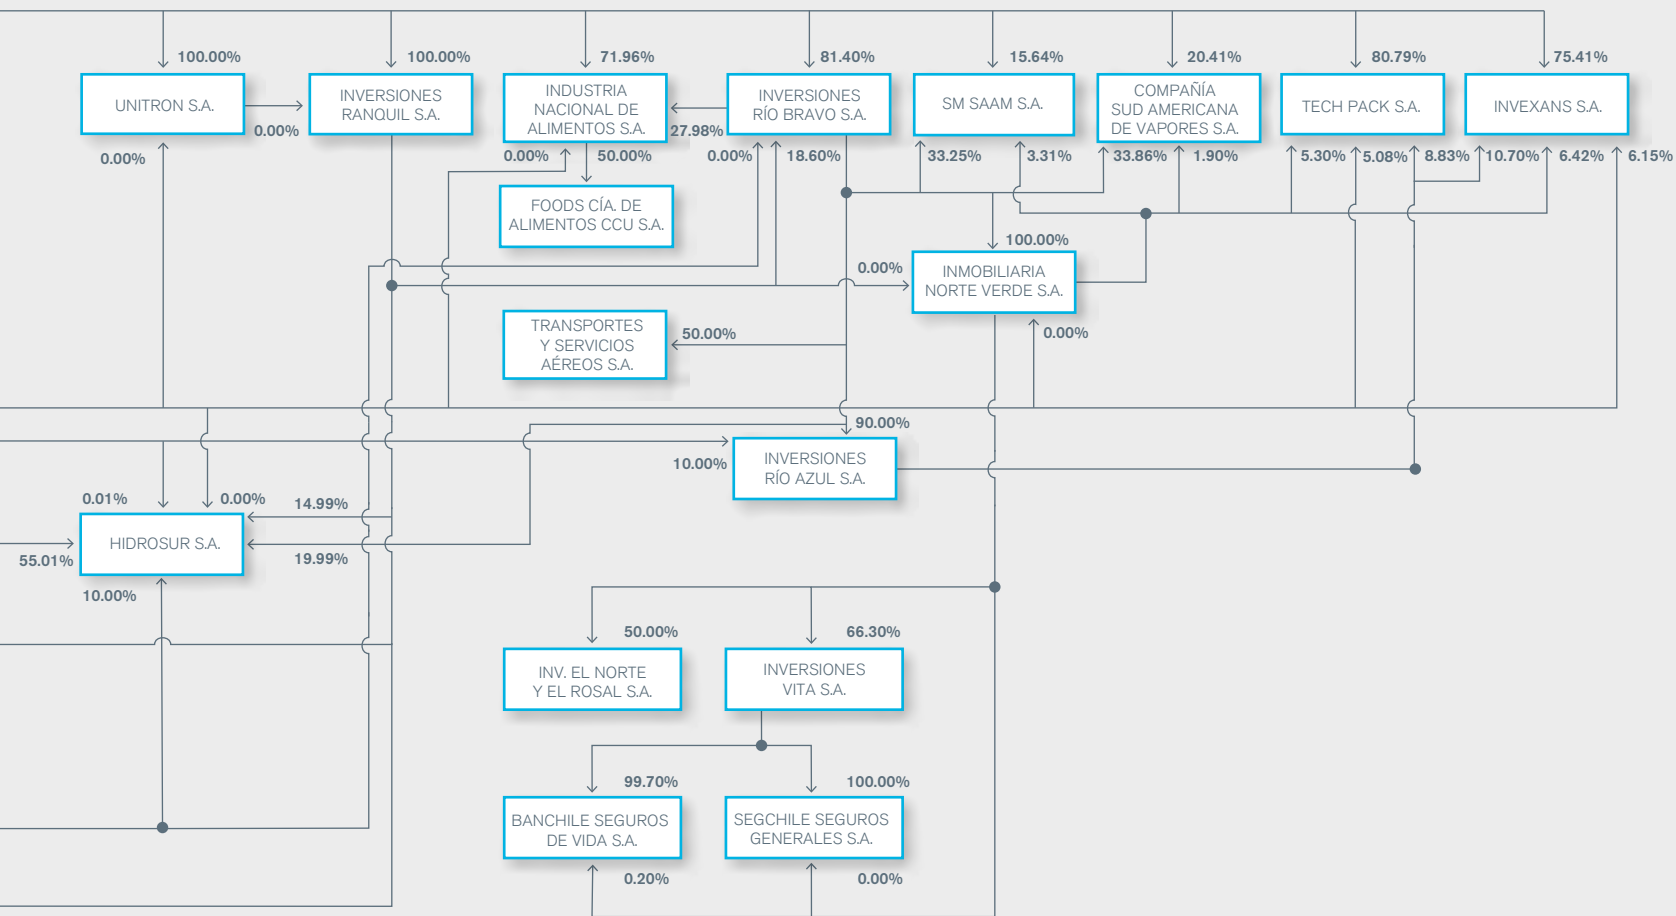 100.00%
100.00%
71.96%
81.40%
15.64%
20.41%
80.79%
75.41%
UNITRON S.A.
INVERSIONES
RANQUIL S.A.
INDUSTRIA
NACIONAL DE
ALIMENTOS S.A.
INVERSIONES
RÍO BRAVO S.A.
SM SAAM S.A.
COMPAÑÍA
SUD AMERICANA
DE VAPORES S.A.
TECH PACK S.A.
INVEXANS S.A.
0.00%
27.98%
0.00%
0.00%
50.00%
0.00%
18.60%
33.25%
3.31%
33.86%
1.90%
5.30%
5.08%
8.83%
10.70%
6.42%
6.15%
FOODS CÍA. DE
ALIMENTOS CCU S.A.
100.00%
0.00%
INMOBILIARIA
NORTE VERDE S.A.
TRANSPORTES
Y SERVICIOS
AÉREOS S.A.
50.00%
0.00%
90.00%
10.00%
INVERSIONES
RÍO AZUL S.A.
0.01%
0.00%
14.99%
HIDROSUR S.A.
55.01%
19.99%
10.00%
50.00%
66.30%
INV. EL NORTE
Y EL ROSAL S.A.
INVERSIONES
VITA S.A.
99.70%
100.00%
BANCHILE SEGUROS
DE VIDA S.A.
SEGCHILE SEGUROS
GENERALES S.A.
0.20%
0.00%